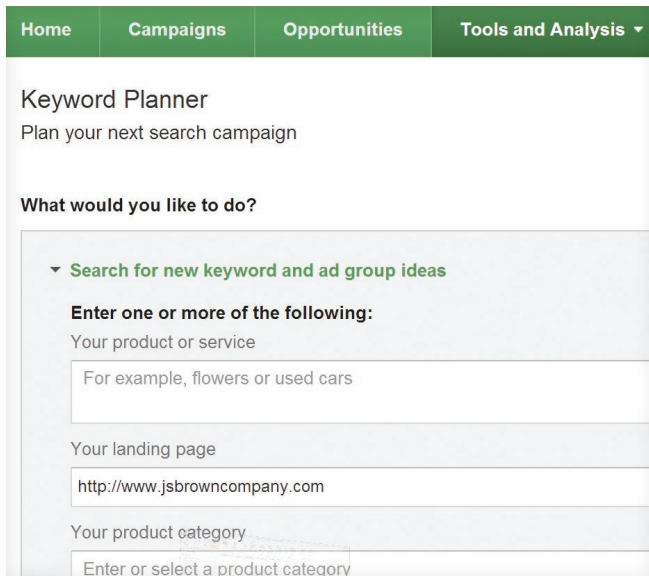 Home Campaigns Opportunities Tools and Analysis
Keyword Planner
Plan your next search campaign
What would you like to do?
Search for new keyword and ad group ideas
Enter one or more of the following:
Your product or service
For example, flowers or used cars
Your landing page
http://www.jsbrowncompany.com
Your product category
Enter or select a product category